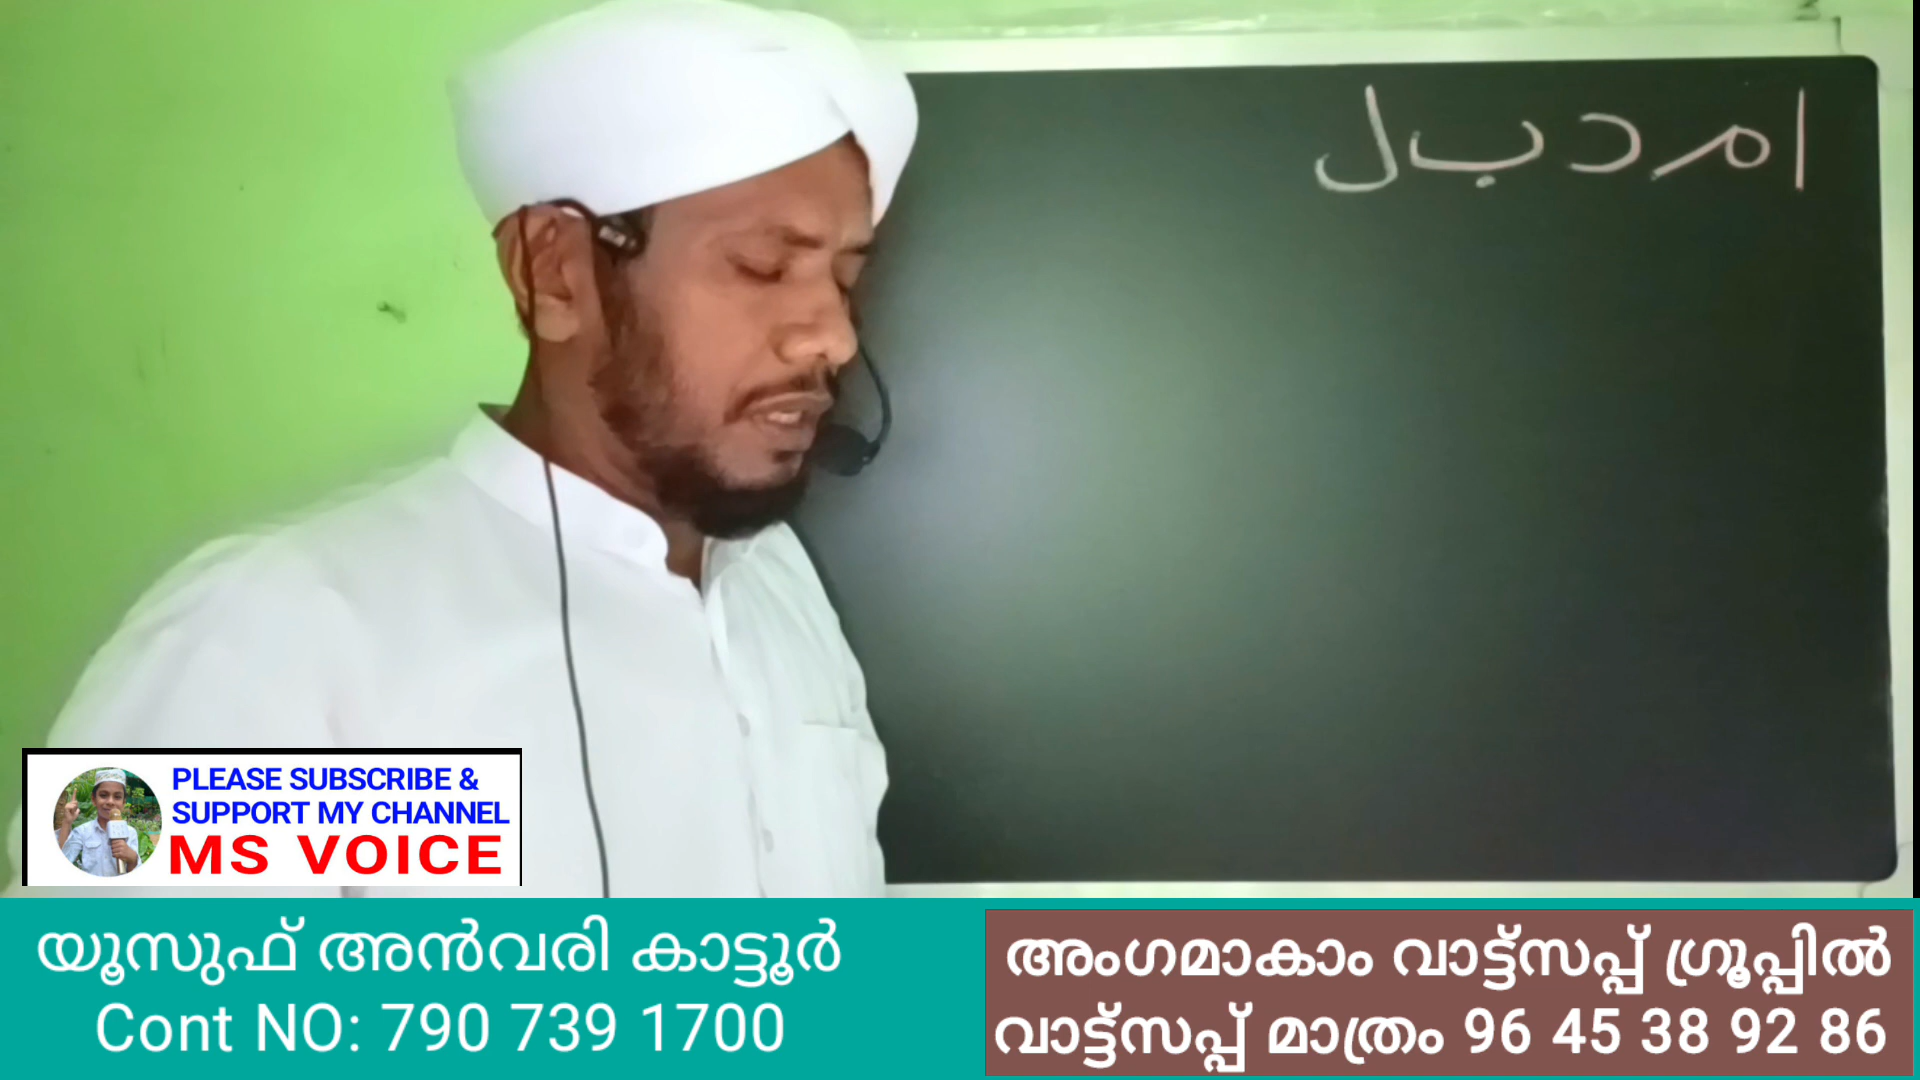 ا م د ب ل
PLEASE SUBSCRIBE &
SUPPORT MY CHANNEL
MS VOICE
യൂസുഫ് അൻവരി കാട്ടൂർ
Cont NO: 790 739 1700
അംഗമാകാം വാട്ട്സപ്പ് ഗ്രൂപ്പിൽ
വാട്ട്സപ്പ് മാത്രം 96 45 38 92 86